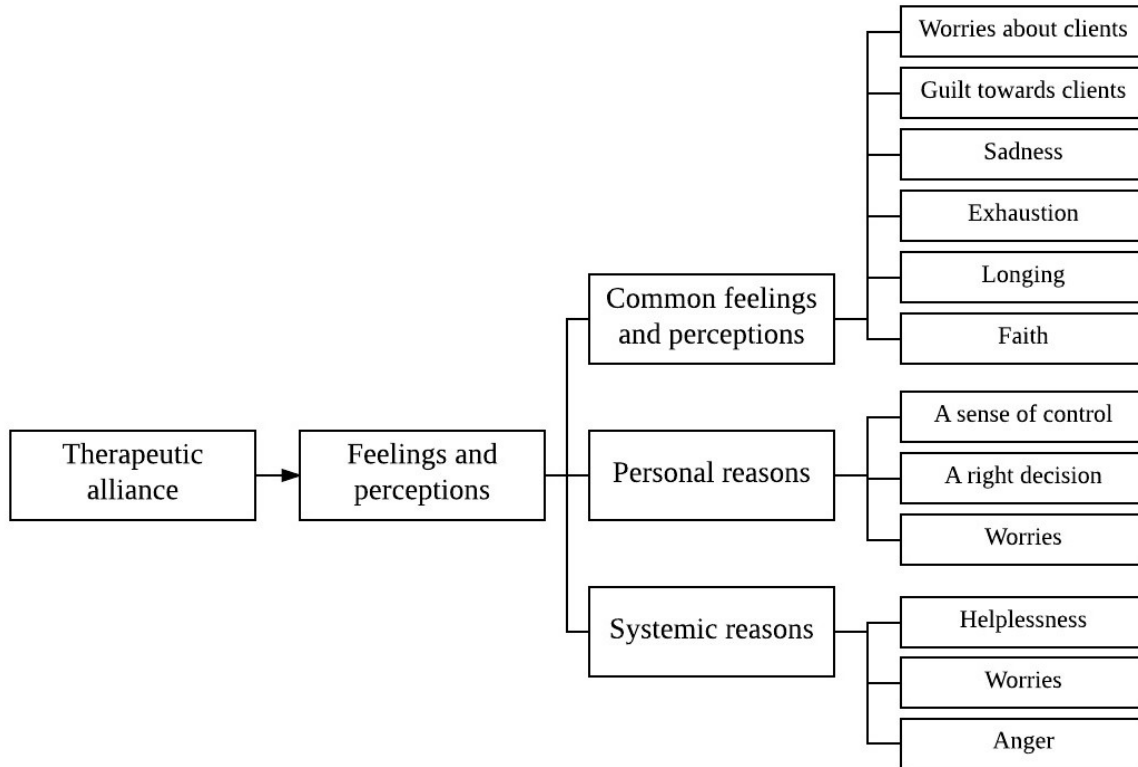 Therapeutic
alliance
Feelings and
perceptions
Common feelings
and perceptions
Worries about clients
Guilt towards clients
Sadness
Exhaustion
Longing
Faith
Personal reasons
A sense of control
A right decision
Worries
Systemic reasons
Helplessness
Worries
Anger